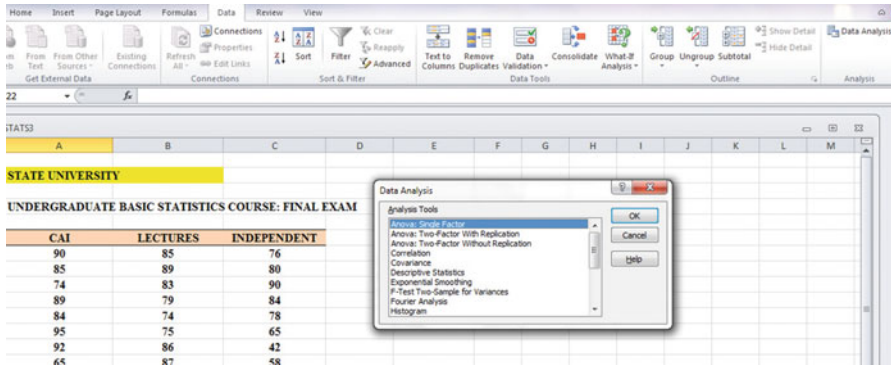 Home Insert Page Layout Formulas Data Review View
Connections Clear Show Detail Data Analysis
Properties Reapply Hide Detail
From Text From Other Sources Existing Connections Refresh All Edit Links Sort Filter Advanced Text to Columns Remove Duplicates Data Validation Consolidate What-If Analysis Group Ungroup Subtotal
Get External Data Connections Sort & Filter Data Tools Outline Analysis
22 fx
STATS3
A B C D E F G H I J K L M
STATE UNIVERSITY
UNDERGRADUATE BASIC STATISTICS COURSE: FINAL EXAM
CAI LECTURES INDEPENDENT
90 85 76
85 89 80
74 83 90
89 79 84
84 74 78
95 75 65
92 86 42
65 87 58
Data Analysis
Analysis Tools
Anova: Single Factor
Anova: Two-Factor With Replication
Anova: Two-Factor Without Replication
Correlation
Covariance
Descriptive Statistics
Exponential Smoothing
F-Test Two-Sample for Variances
Fourier Analysis
Histogram
OK
Cancel
Help